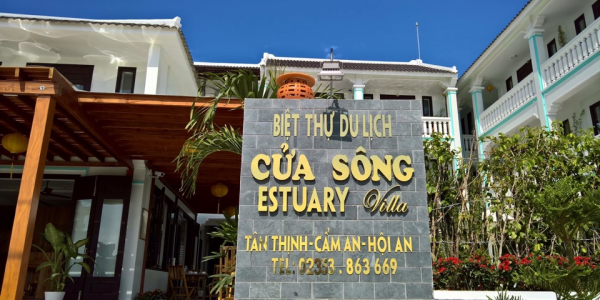 BIỆT THỰ DU LỊCH
CỬA SÔNG
ESTUARY Villa
TÂN THỊNH-CẨM AN-HỘI AN
TEL: 02353.863 669